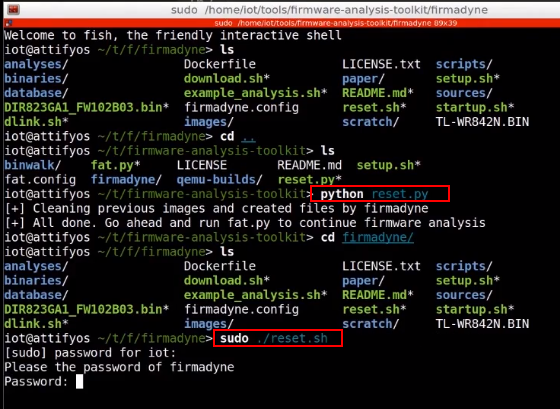 sudo /home/iot/tools/firmware-analysis-toolkit/firmadyne
sudo /home/iot/tools/firmware-analysis-toolkit/firmadyne 89x39
Welcome to fish, the friendly interactive shell
iot@attifyos ~/t/f/firmadyne> ls
analyses/ Dockerfile LICENSE.txt scripts/
binaries/ download.sh* paper/ setup.sh*
database/ example_analysis.sh* README.md* sources/
DIR823GA1_FW102B03.bin* firmadyne.config reset.sh* startup.sh*
dlink.sh* images/ scratch/ TL-WR842N.BIN
iot@attifyos ~/t/f/firmadyne> cd ..
iot@attifyos ~/t/firmware-analysis-toolkit> ls
binwalk/ fat.py* LICENSE README.md setup.sh*
fat.config firmadyne/ qemu-builds/ reset.py*
iot@attifyos ~/t/firmware-analysis-toolkit> python reset.py
[+] Cleaning previous images and created files by firmadyne
[+] All done. Go ahead and run fat.py to continue firmware analysis
iot@attifyos ~/t/firmware-analysis-toolkit> cd firmadyne/
iot@attifyos ~/t/f/firmadyne> ls
analyses/ Dockerfile LICENSE.txt scripts/
binaries/ download.sh* paper/ setup.sh*
database/ example_analysis.sh* README.md* sources/
DIR823GA1_FW102B03.bin* firmadyne.config reset.sh* startup.sh*
dlink.sh* images/ scratch/ TL-WR842N.BIN
iot@attifyos ~/t/f/firmadyne> sudo ./reset.sh
[sudo] password for iot:
Please the password of firmadyne
Password: